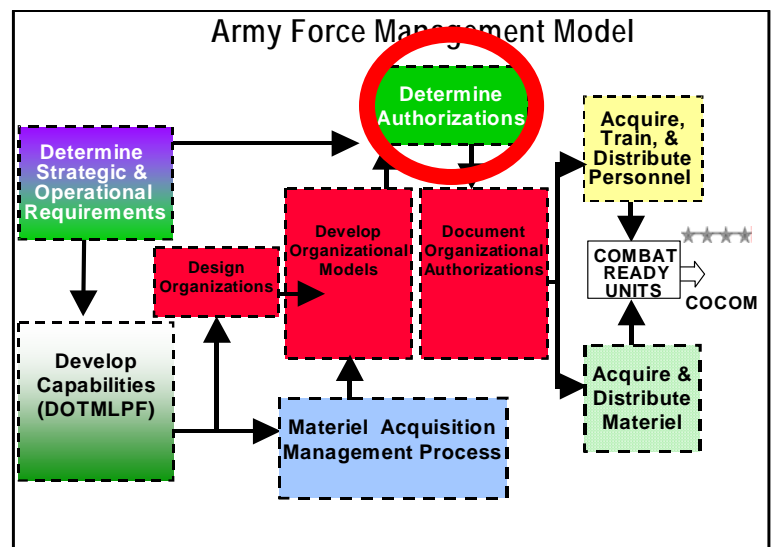 Army Force Management Model
Determine
Authorizations
Acquire,
Train, &
Distribute
Personnel
Determine
Strategic &
Operational
Requirements
Develop
Organizational
Models
Document
Organizational
Authorizations
COMBAT
READY
UNITS
COCOM
Design
Organizations
Develop
Capabilities
(DOTMLPF)
Materiel Acquisition
Management Process
Acquire &
Distribute
Materiel